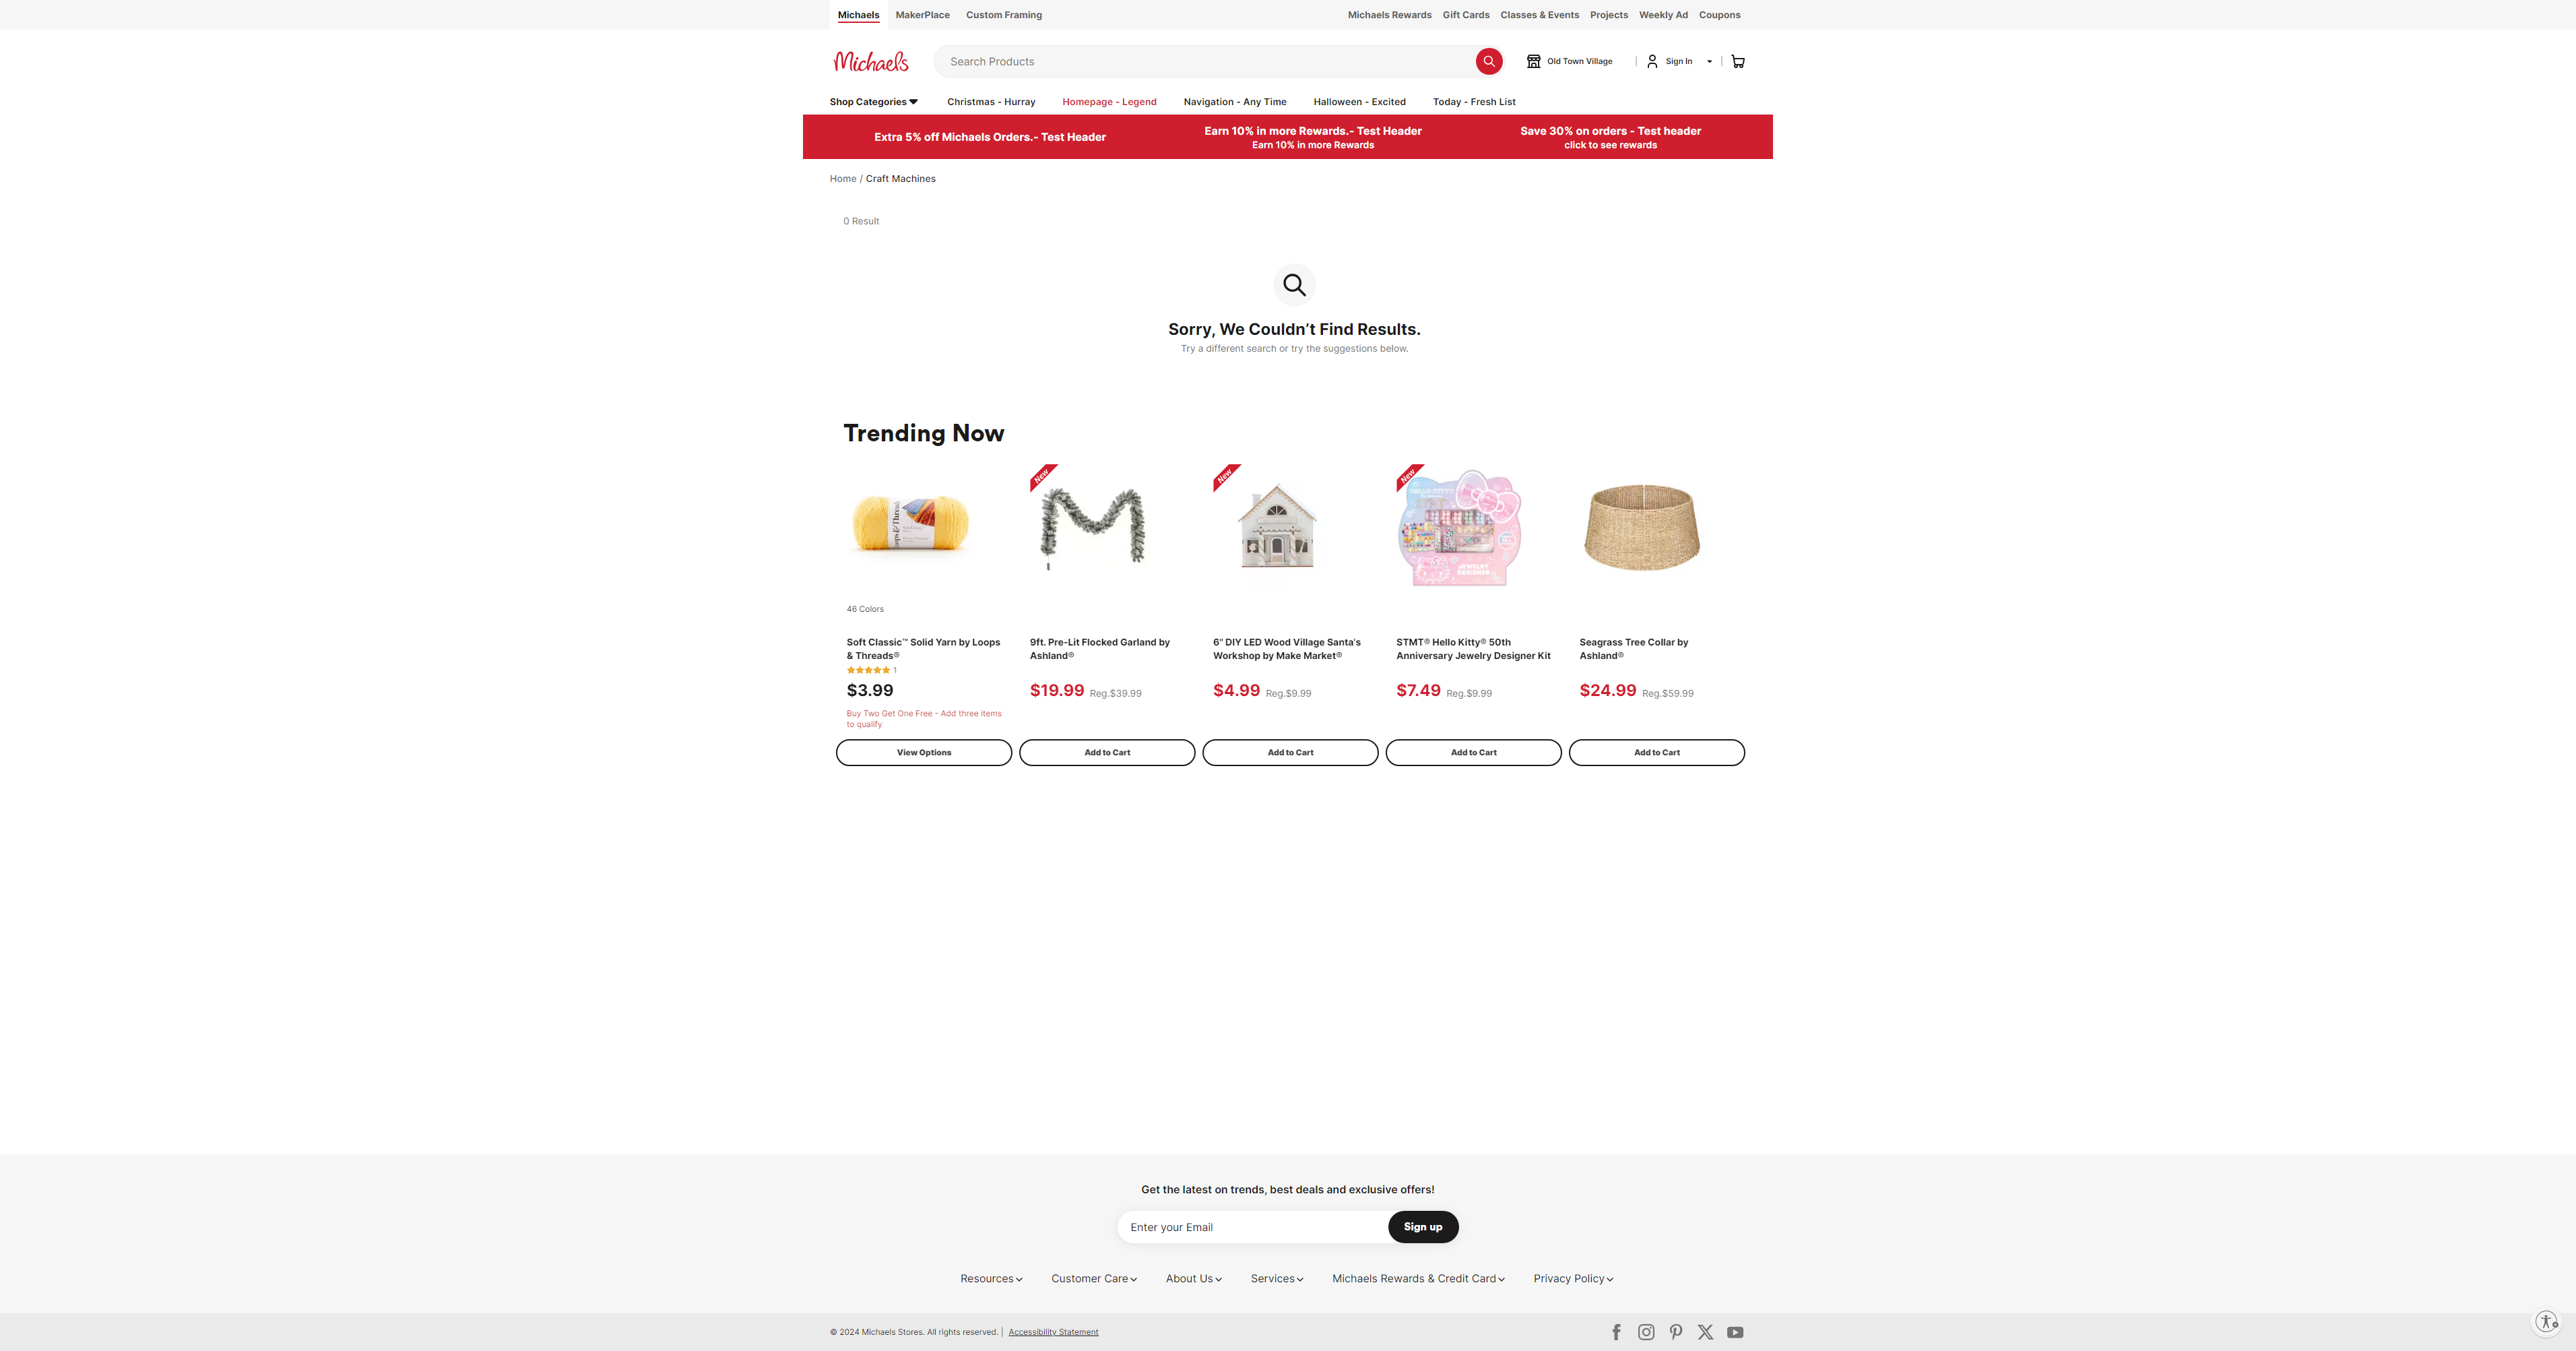 Michaels MakerPlace Custom Framing Michaels Rewards Gift Cards Classes & Events Projects Weekly Ad Coupons
Michaels Search Products Old Town Village | Sign In |
Shop Categories Christmas - Hurray Homepage - Legend Navigation - Any Time Halloween - Excited Today - Fresh List
Extra 5% off Michaels Orders.- Test Header
Earn 10% in more Rewards.- Test Header
Earn 10% in more Rewards
Save 30% on orders - Test header
click to see rewards
Home / Craft Machines
0 Result
Sorry, We Couldn’t Find Results.
Try a different search or try the suggestions below.
Trending Now
46 Colors
Soft Classic™ Solid Yarn by Loops
& Threads®
1
$3.99
Buy Two Get One Free - Add three items
to qualify
View Options
New
9ft. Pre-Lit Flocked Garland by
Ashland®
$19.99 Reg.$39.99
Add to Cart
New
6" DIY LED Wood Village Santa's
Workshop by Make Market®
$4.99 Reg.$9.99
Add to Cart
New
HELLO KITTY
JEWELRY
DESIGNER
STMT® Hello Kitty® 50th
Anniversary Jewelry Designer Kit
$7.49 Reg.$9.99
Add to Cart
Seagrass Tree Collar by
Ashland®
$24.99 Reg.$59.99
Add to Cart
Get the latest on trends, best deals and exclusive offers!
Enter your Email Sign up
Resources Customer Care About Us Services Michaels Rewards & Credit Card Privacy Policy
© 2024 Michaels Stores. All rights reserved. | Accessibility Statement